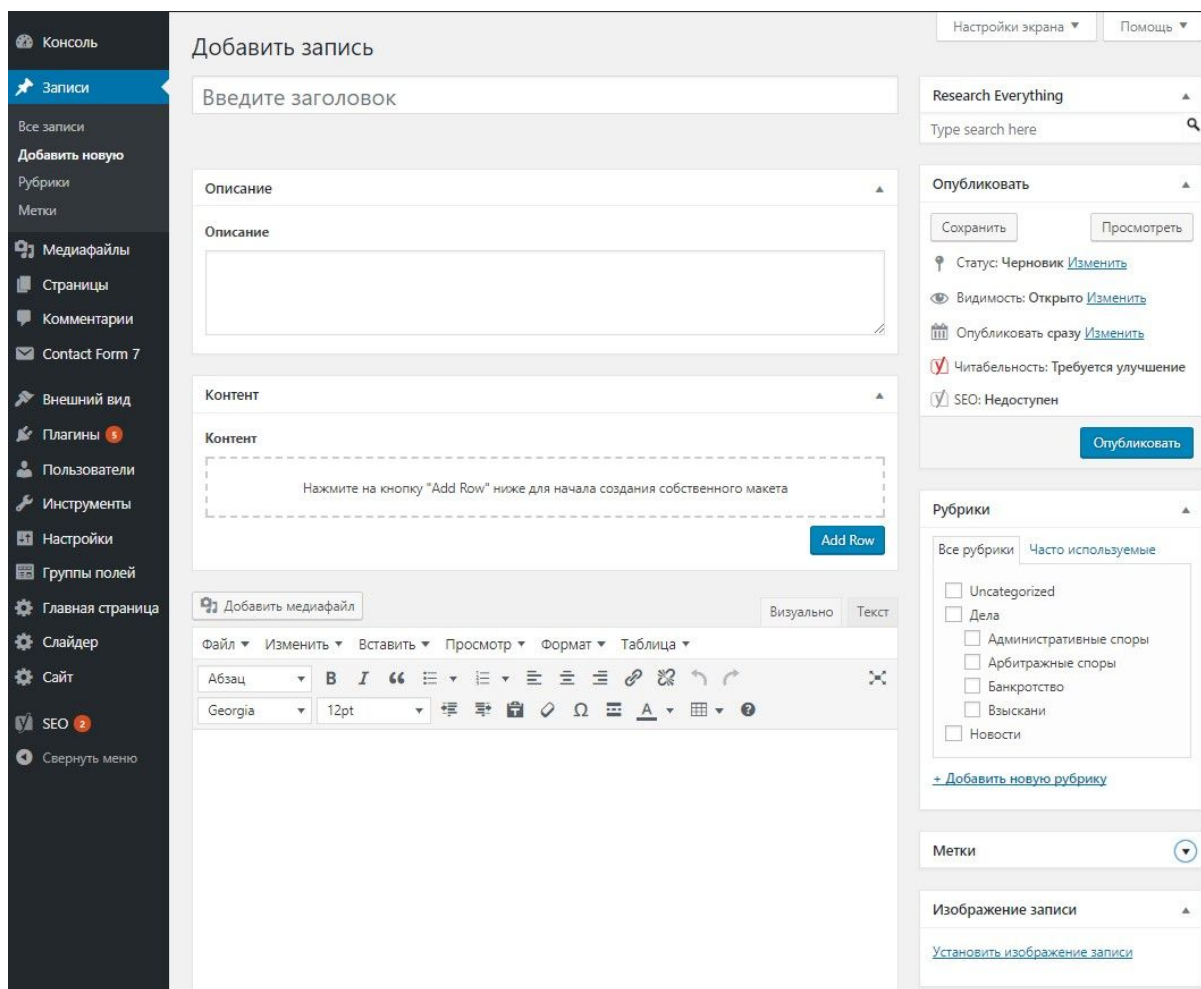 Консоль
Записи
Все записи
Добавить новую
Рубрики
Метки
Медиафайлы
Страницы
Комментарии
Contact Form 7
Внешний вид
Плагины 5
Пользователи
Инструменты
Настройки
Группы полей
Главная страница
Слайдер
Сайт
SEO 2
Свернуть меню
Настройки экрана
Помощь
Добавить запись
Введите заголовок
Описание
Описание
Контент
Контент
Нажмите на кнопку "Add Row" ниже для начала создания собственного макета
Add Row
Добавить медиафайл
Визуально Текст
Файл Изменить Вставить Просмотр Формат Таблица
Абзац B I
Georgia 12pt Ω A
Research Everything
Type search here
Опубликовать
Сохранить Просмотреть
Статус: Черновик Изменить
Видимость: Открыто Изменить
Опубликовать сразу Изменить
Читабельность: Требуется улучшение
SEO: Недоступен
Опубликовать
Рубрики
Все рубрики Часто используемые
Uncategorized
Дела
Административные споры
Арбитражные споры
Банкротство
Взыскани
Новости
+ Добавить новую рубрику
Метки
Изображение записи
Установить изображение записи